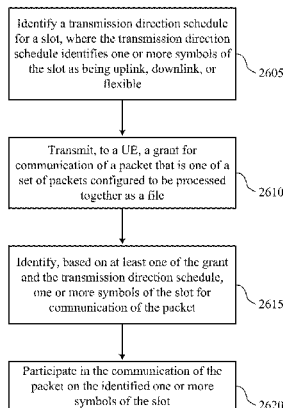 Identify a transmission direction schedule
for a slot, where the transmission direction
schedule identifies one or more symbols of
the slot as being uplink, downlink, or
flexible
2605
Transmit, to a UE, a grant for
communication of a packet that is one of a
set of packets configured to be processed
together as a file
2610
Identify, based on at least one of the grant
and the transmission direction schedule,
one or more symbols of the slot for
communication of the packet
2615
Participate in the communication of the
packet on the identified one or more
symbols of the slot
2620